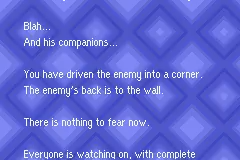 Blah...
And his companions...
You have driven the enemy into a corner.
The enemy's back is to the wall.
There is nothing to fear now.
Everyone is watching on, with complete